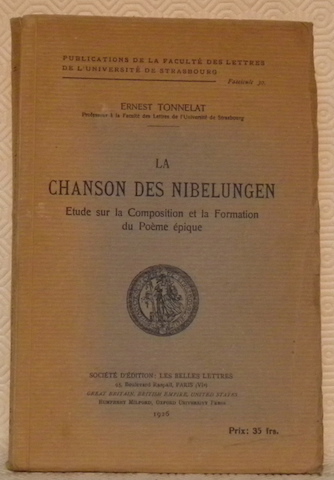 PUBLICATIONS DE LA FACULTÉ DES LETTRES
DE L'UNIVERSITÉ DE STRASBOURG
Fascicule 30.
ERNEST TONNELAT
Professeur à la Faculté des Lettres de l'Université de Strasbourg
LA
CHANSON DES NIBELUNGEN
Etude sur la Composition et la Formation
du Poème épique
SOCIÉTÉ D'ÉDITION: LES BELLES LETTRES
95, Boulevard Raspail, PARIS (VIe)
GREAT BRITAIN, BRITISH EMPIRE, UNITED STATES
HUMPHREY MILFORD, OXFORD UNIVERSITY PRESS
1926
Prix: 35 frs.